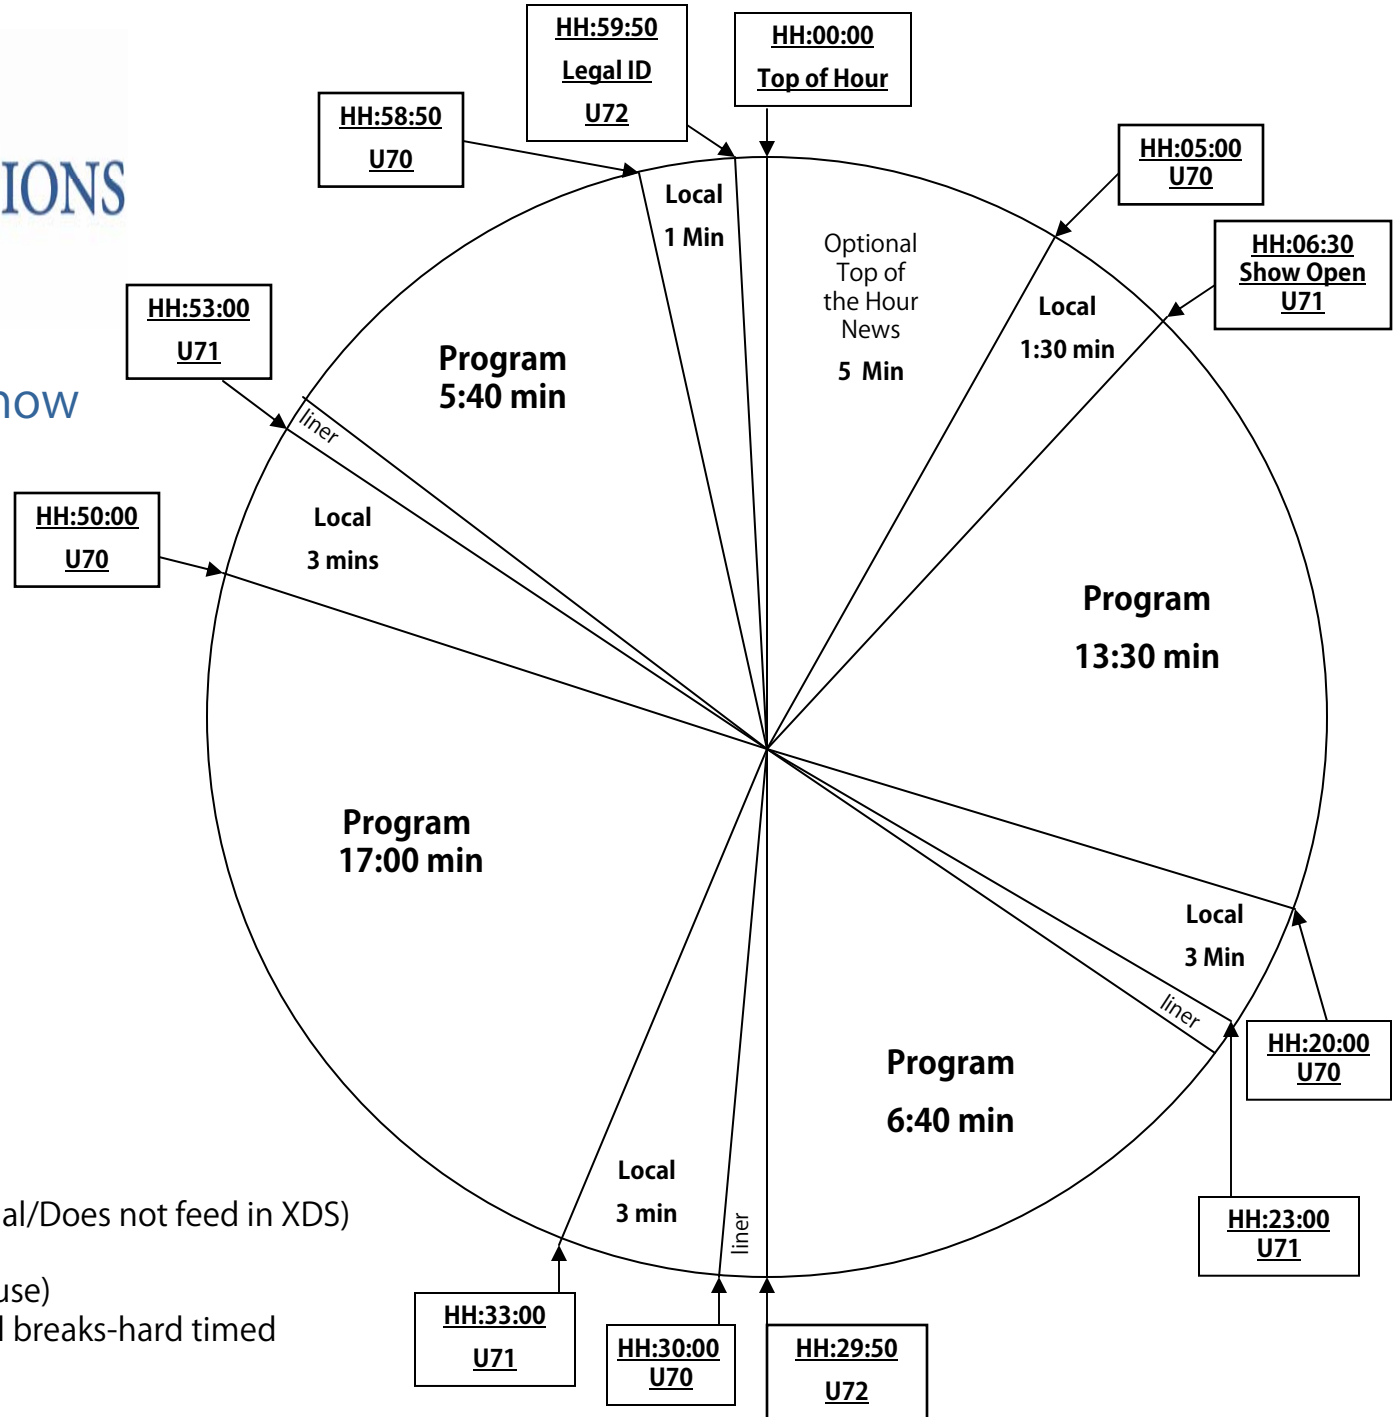 HH:59:50
Legal ID
U72
HH:00:00
Top of Hour
HH:58:50
U70
HH:05:00
U70
HH:06:30
Show Open
U71
IONS
Local
1 Min
Optional
Top of
the Hour
News
5 Min
Local
1:30 min
HH:53:00
U71
Program
5:40 min
now
liner
HH:50:00
U70
Local
3 mins
Program
13:30 min
Program
17:00 min
Local
3 Min
liner
HH:20:00
U70
Program
6:40 min
HH:23:00
U71
Local
3 min
liner
al/Does not feed in XDS)
use)
l breaks-hard timed
HH:33:00
U71
HH:30:00
U70
HH:29:50
U72